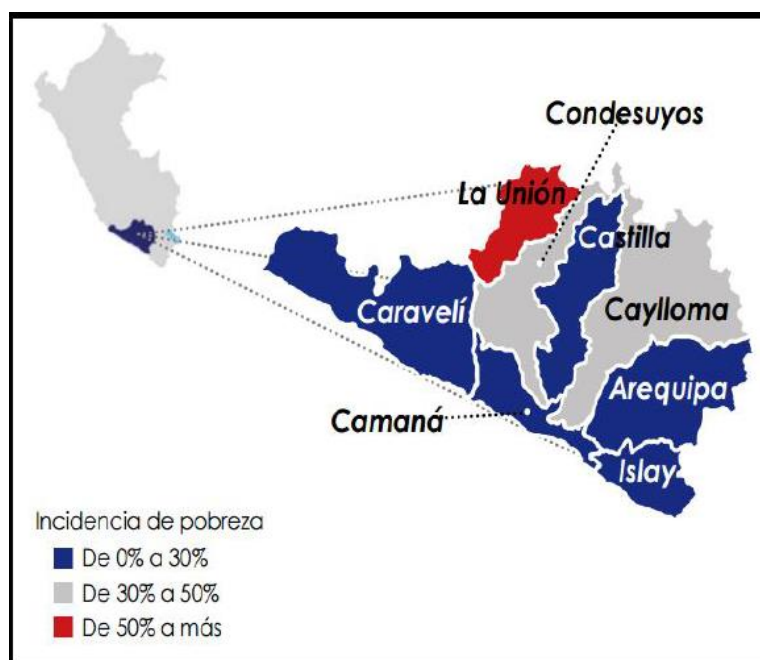 Condesuyos
La Unión
Castilla
Caylloma
Caravelí
Arequipa
Camaná
Islay
Incidencia de pobreza
De 0% a 30%
De 30% a 50%
De 50% a más